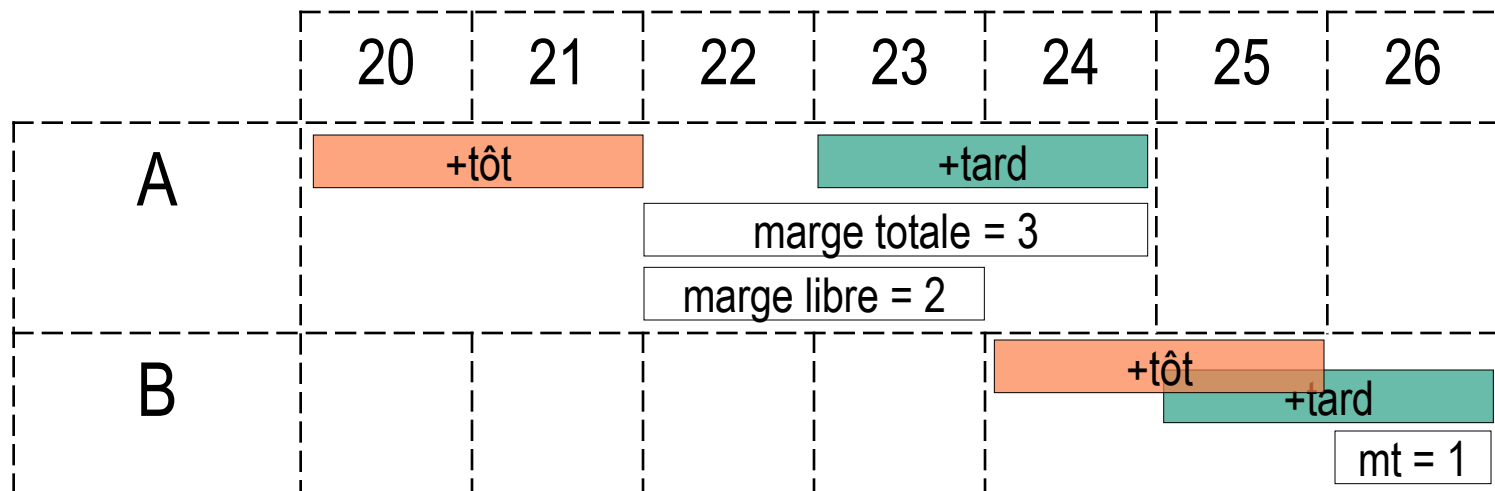 20 21 22 23 24 25 26
A +tôt +tard
marge totale = 3
marge libre = 2
B +tôt
+tard
mt = 1